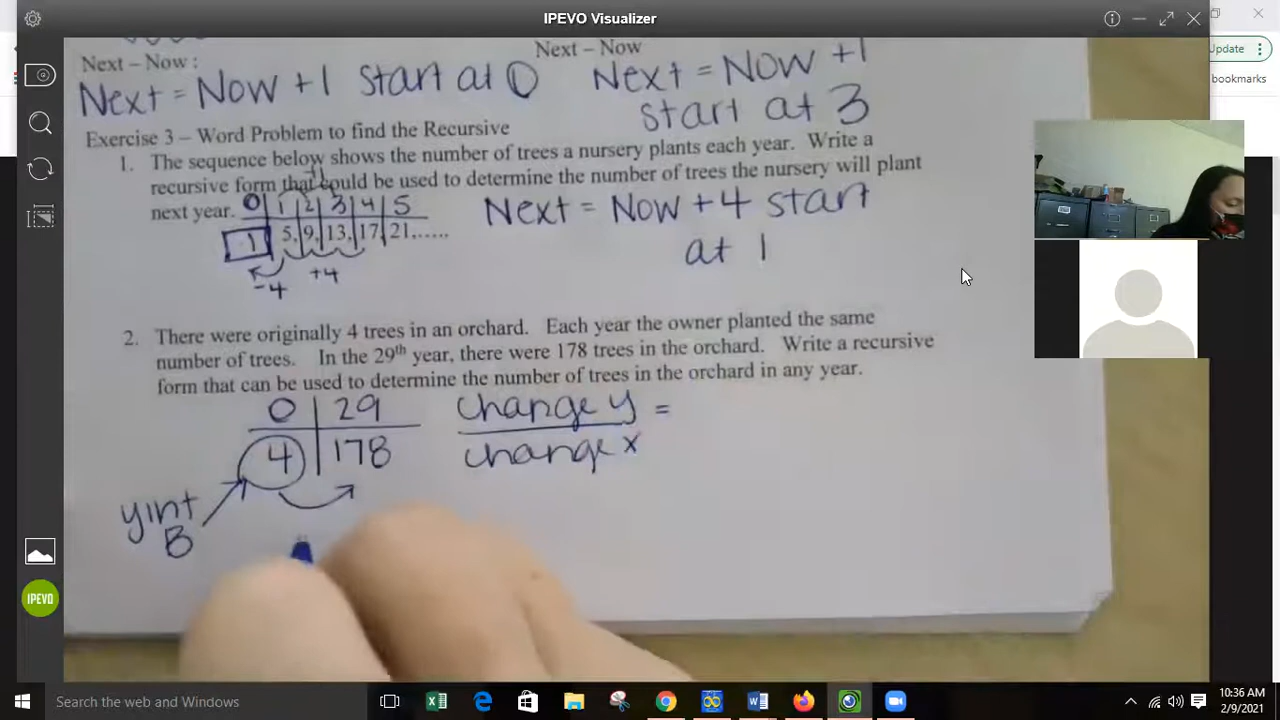 IPEVO Visualizer
Update
bookmarks
Next – Now :
Next = Now +1 start at 0
Next – Now
Next = Now +1
start at 3
Exercise 3 – Word Problem to find the Recursive
1. The sequence below shows the number of trees a nursery plants each year. Write a
recursive form that could be used to determine the number of trees the nursery will plant
next year.
0 1 2 3 4 5
1 5, 9, 13, 17, 21,.....
-4 +4
Next = Now +4 start
at 1
2. There were originally 4 trees in an orchard. Each year the owner planted the same
number of trees. In the 29th year, there were 178 trees in the orchard. Write a recursive
form that can be used to determine the number of trees in the orchard in any year.
0 29
4 178
yint
B
change y =
change x
IPEVO
Search the web and Windows
10:36 AM
2/9/2021